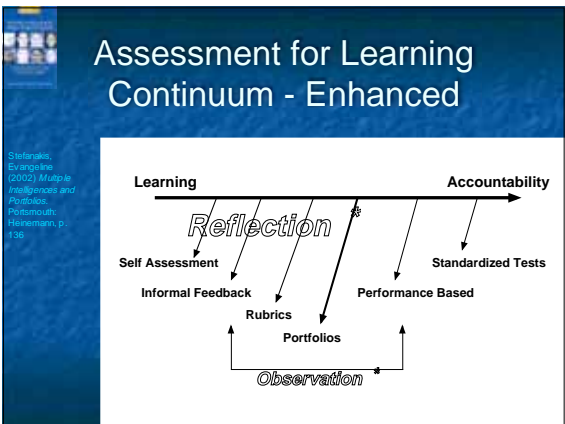 Assessment for Learning
Continuum - Enhanced
Stefanakis,
Evangeline
(2002) Multiple
Intelligences and
Portfolios.
Portsmouth:
Heinemann, p.
136
Learning
Accountability
Reflection
*
Self Assessment
Standardized Tests
Informal Feedback
Performance Based
Rubrics
Portfolios
Observation *